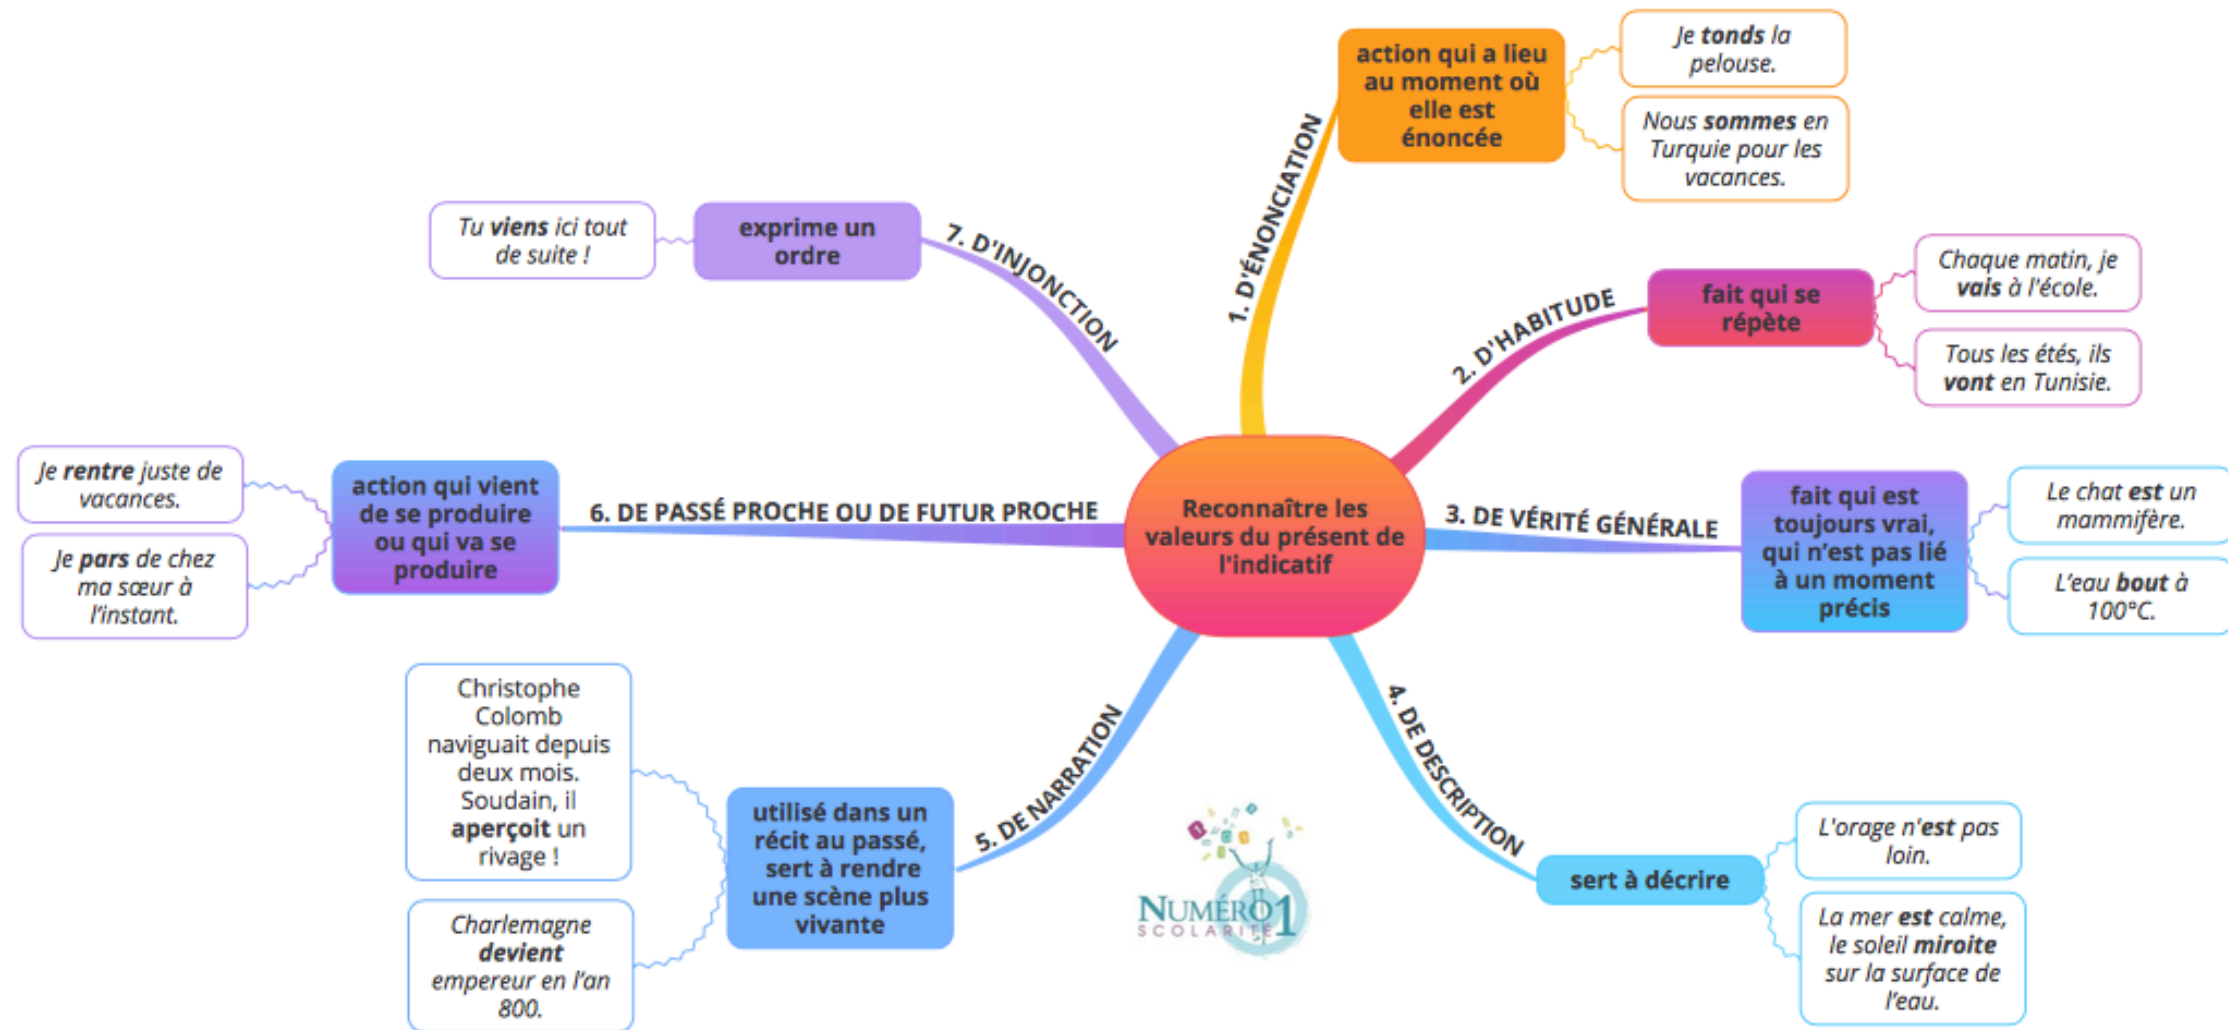 Reconnaître les
valeurs du présent de
l'indicatif
1. D'ÉNONCIATION
action qui a lieu
au moment où
elle est
énoncée
Je tonds la
pelouse.
Nous sommes en
Turquie pour les
vacances.
2. D'HABITUDE
fait qui se
répète
Chaque matin, je
vais à l'école.
Tous les étés, ils
vont en Tunisie.
3. DE VÉRITÉ GÉNÉRALE
fait qui est
toujours vrai,
qui n’est pas lié
à un moment
précis
Le chat est un
mammifère.
L’eau bout à
100°C.
4. DE DESCRIPTION
sert à décrire
L'orage n'est pas
loin.
La mer est calme,
le soleil miroite
sur la surface de
l’eau.
5. DE NARRATION
utilisé dans un
récit au passé,
sert à rendre
une scène plus
vivante
Christophe
Colomb
naviguait depuis
deux mois.
Soudain, il
aperçoit un
rivage !
Charlemagne
devient
empereur en l’an
800.
6. DE PASSÉ PROCHE OU DE FUTUR PROCHE
action qui vient
de se produire
ou qui va se
produire
Je rentre juste de
vacances.
Je pars de chez
ma sœur à
l’instant.
7. D'INJONCTION
exprime un
ordre
Tu viens ici tout
de suite !
NUMÉRO 1
SCOLARITÉ